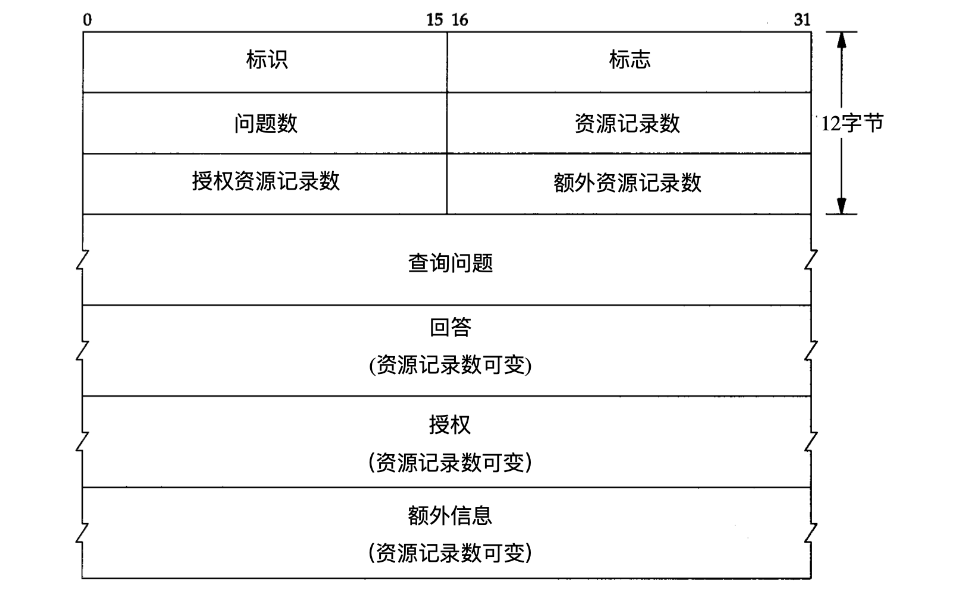 0 15 16 31
标识 标志
问题数 资源记录数 12字节
授权资源记录数 额外资源记录数
查询问题
回答
(资源记录数可变)
授权
(资源记录数可变)
额外信息
(资源记录数可变)